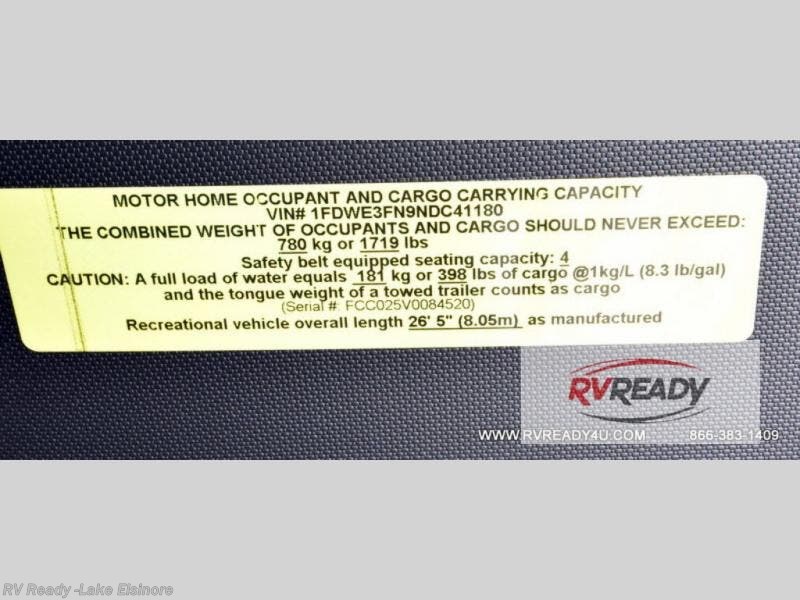 MOTOR HOME OCCUPANT AND CARGO CARRYING CAPACITY
VIN# 1FDWE3FN9NDC41180
THE COMBINED WEIGHT OF OCCUPANTS AND CARGO SHOULD NEVER EXCEED:
780 kg or 1719 lbs
Safety belt equipped seating capacity: 4
CAUTION: A full load of water equals 181 kg or 398 lbs of cargo @1kg/L (8.3 lb/gal)
and the tongue weight of a towed trailer counts as cargo
(Serial #: FCC025V0084520)
Recreational vehicle overall length 26' 5" (8.05m) as manufactured
RVREADY
WWW.RVREADY4U.COM 866-383-1409
RV Ready -Lake Elsinore